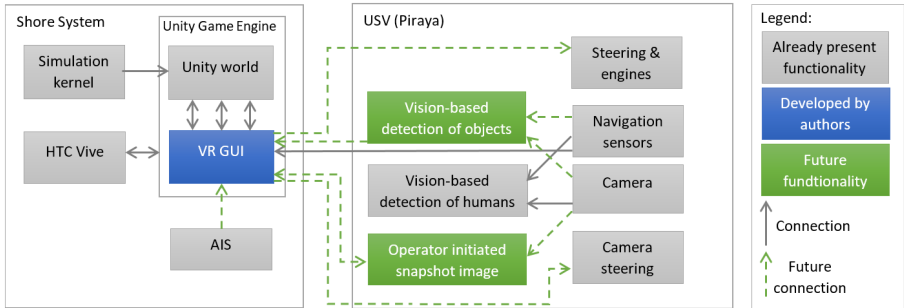 Shore System
Unity Game Engine
Simulation
kernel
Unity world
HTC Vive
VR GUI
AIS
USV (Piraya)
Steering &
engines
Vision-based
detection of objects
Navigation
sensors
Vision-based
detection of humans
Camera
Operator initiated
snapshot image
Camera
steering
Legend:
Already present
functionality
Developed by
authors
Future
fundtionality
Connection
Future
connection